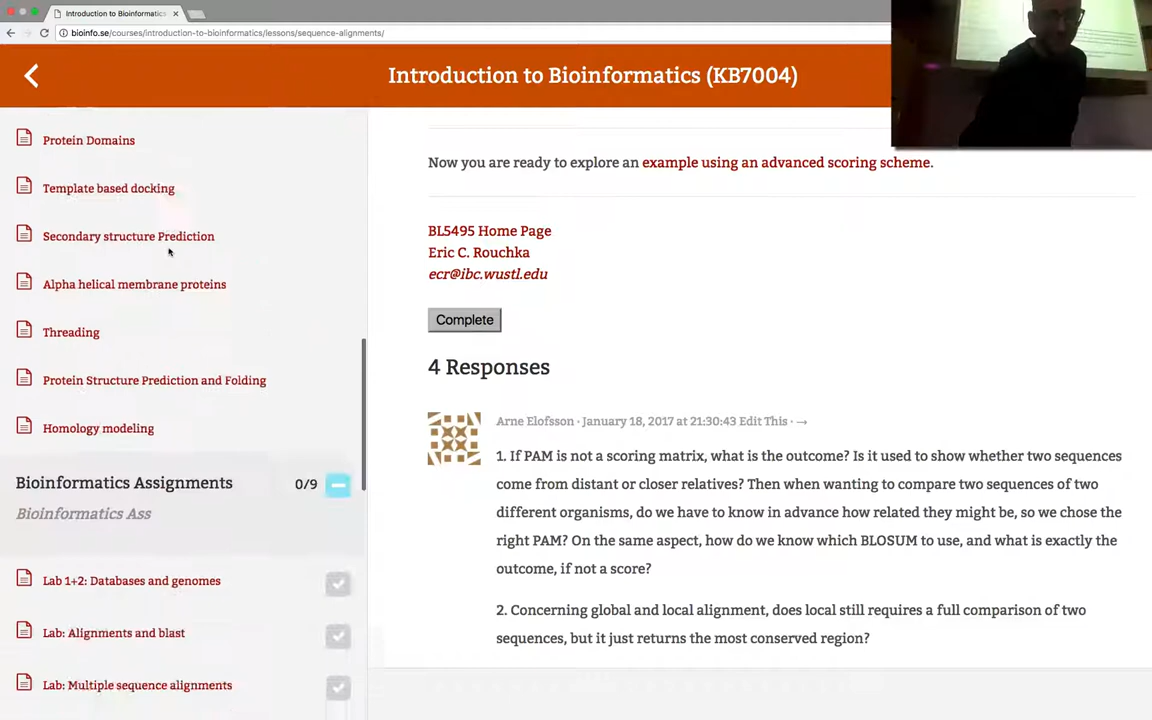 Introduction to Bioinformatics
bioinfo.se/courses/introduction-to-bioinformatics/lessons/sequence-alignments/
Introduction to Bioinformatics (KB7004)
Protein Domains
Template based docking
Secondary structure Prediction
Alpha helical membrane proteins
Threading
Protein Structure Prediction and Folding
Homology modeling
Bioinformatics Assignments 0/9
Bioinformatics Ass
Lab 1+2: Databases and genomes
Lab: Alignments and blast
Lab: Multiple sequence alignments
Now you are ready to explore an example using an advanced scoring scheme.
BL5495 Home Page
Eric C. Rouchka
ecr@ibc.wustl.edu
Complete
4 Responses
Arne Elofsson · January 18, 2017 at 21:30:43 Edit This · →
1. If PAM is not a scoring matrix, what is the outcome? Is it used to show whether two sequences
come from distant or closer relatives? Then when wanting to compare two sequences of two
different organisms, do we have to know in advance how related they might be, so we chose the
right PAM? On the same aspect, how do we know which BLOSUM to use, and what is exactly the
outcome, if not a score?
2. Concerning global and local alignment, does local still requires a full comparison of two
sequences, but it just returns the most conserved region?